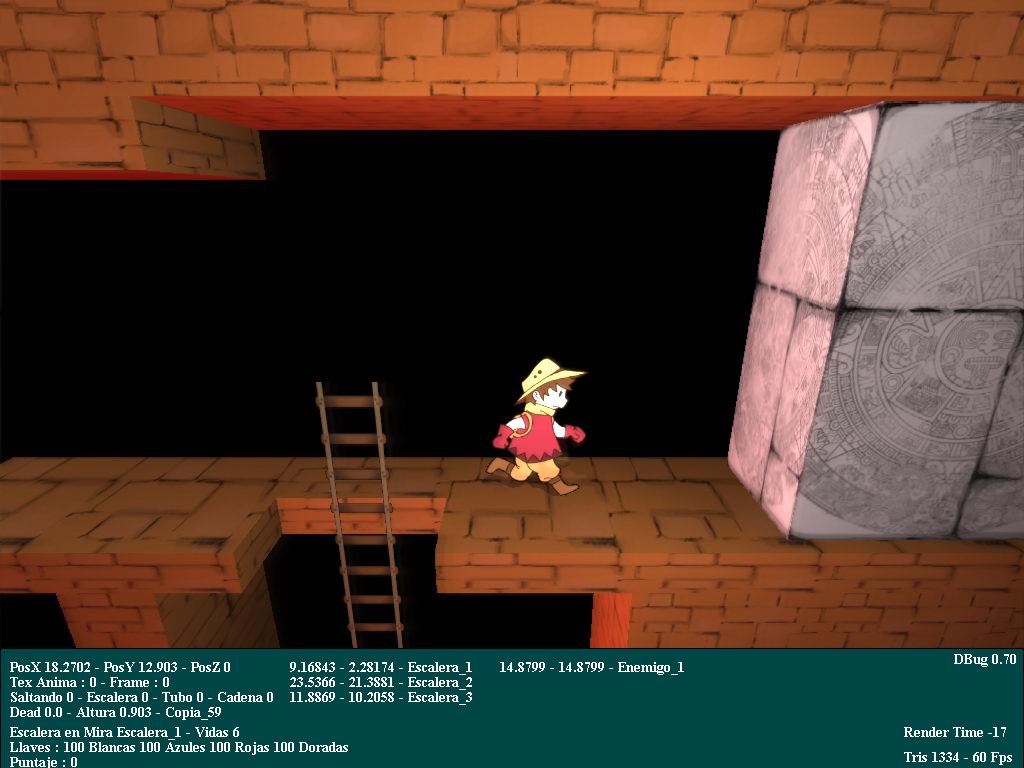 PosX 18.2702 - PosY 12.903 - PosZ 0
Tex Anima : 0 - Frame : 0
Saltando 0 - Escalera 0 - Tubo 0 - Cadena 0
Dead 0.0 - Altura 0.903 - Copia_59
Escalera en Mira Escalera_1 - Vidas 6
Llaves : 100 Blancas 100 Azules 100 Rojas 100 Doradas
Puntaje : 0
9.16843 - 2.28174 - Escalera_1
23.5366 - 21.3881 - Escalera_2
11.8869 - 10.2058 - Escalera_3
14.8799 - 14.8799 - Enemigo_1
DBug 0.70
Render Time -17
Tris 1334 - 60 Fps